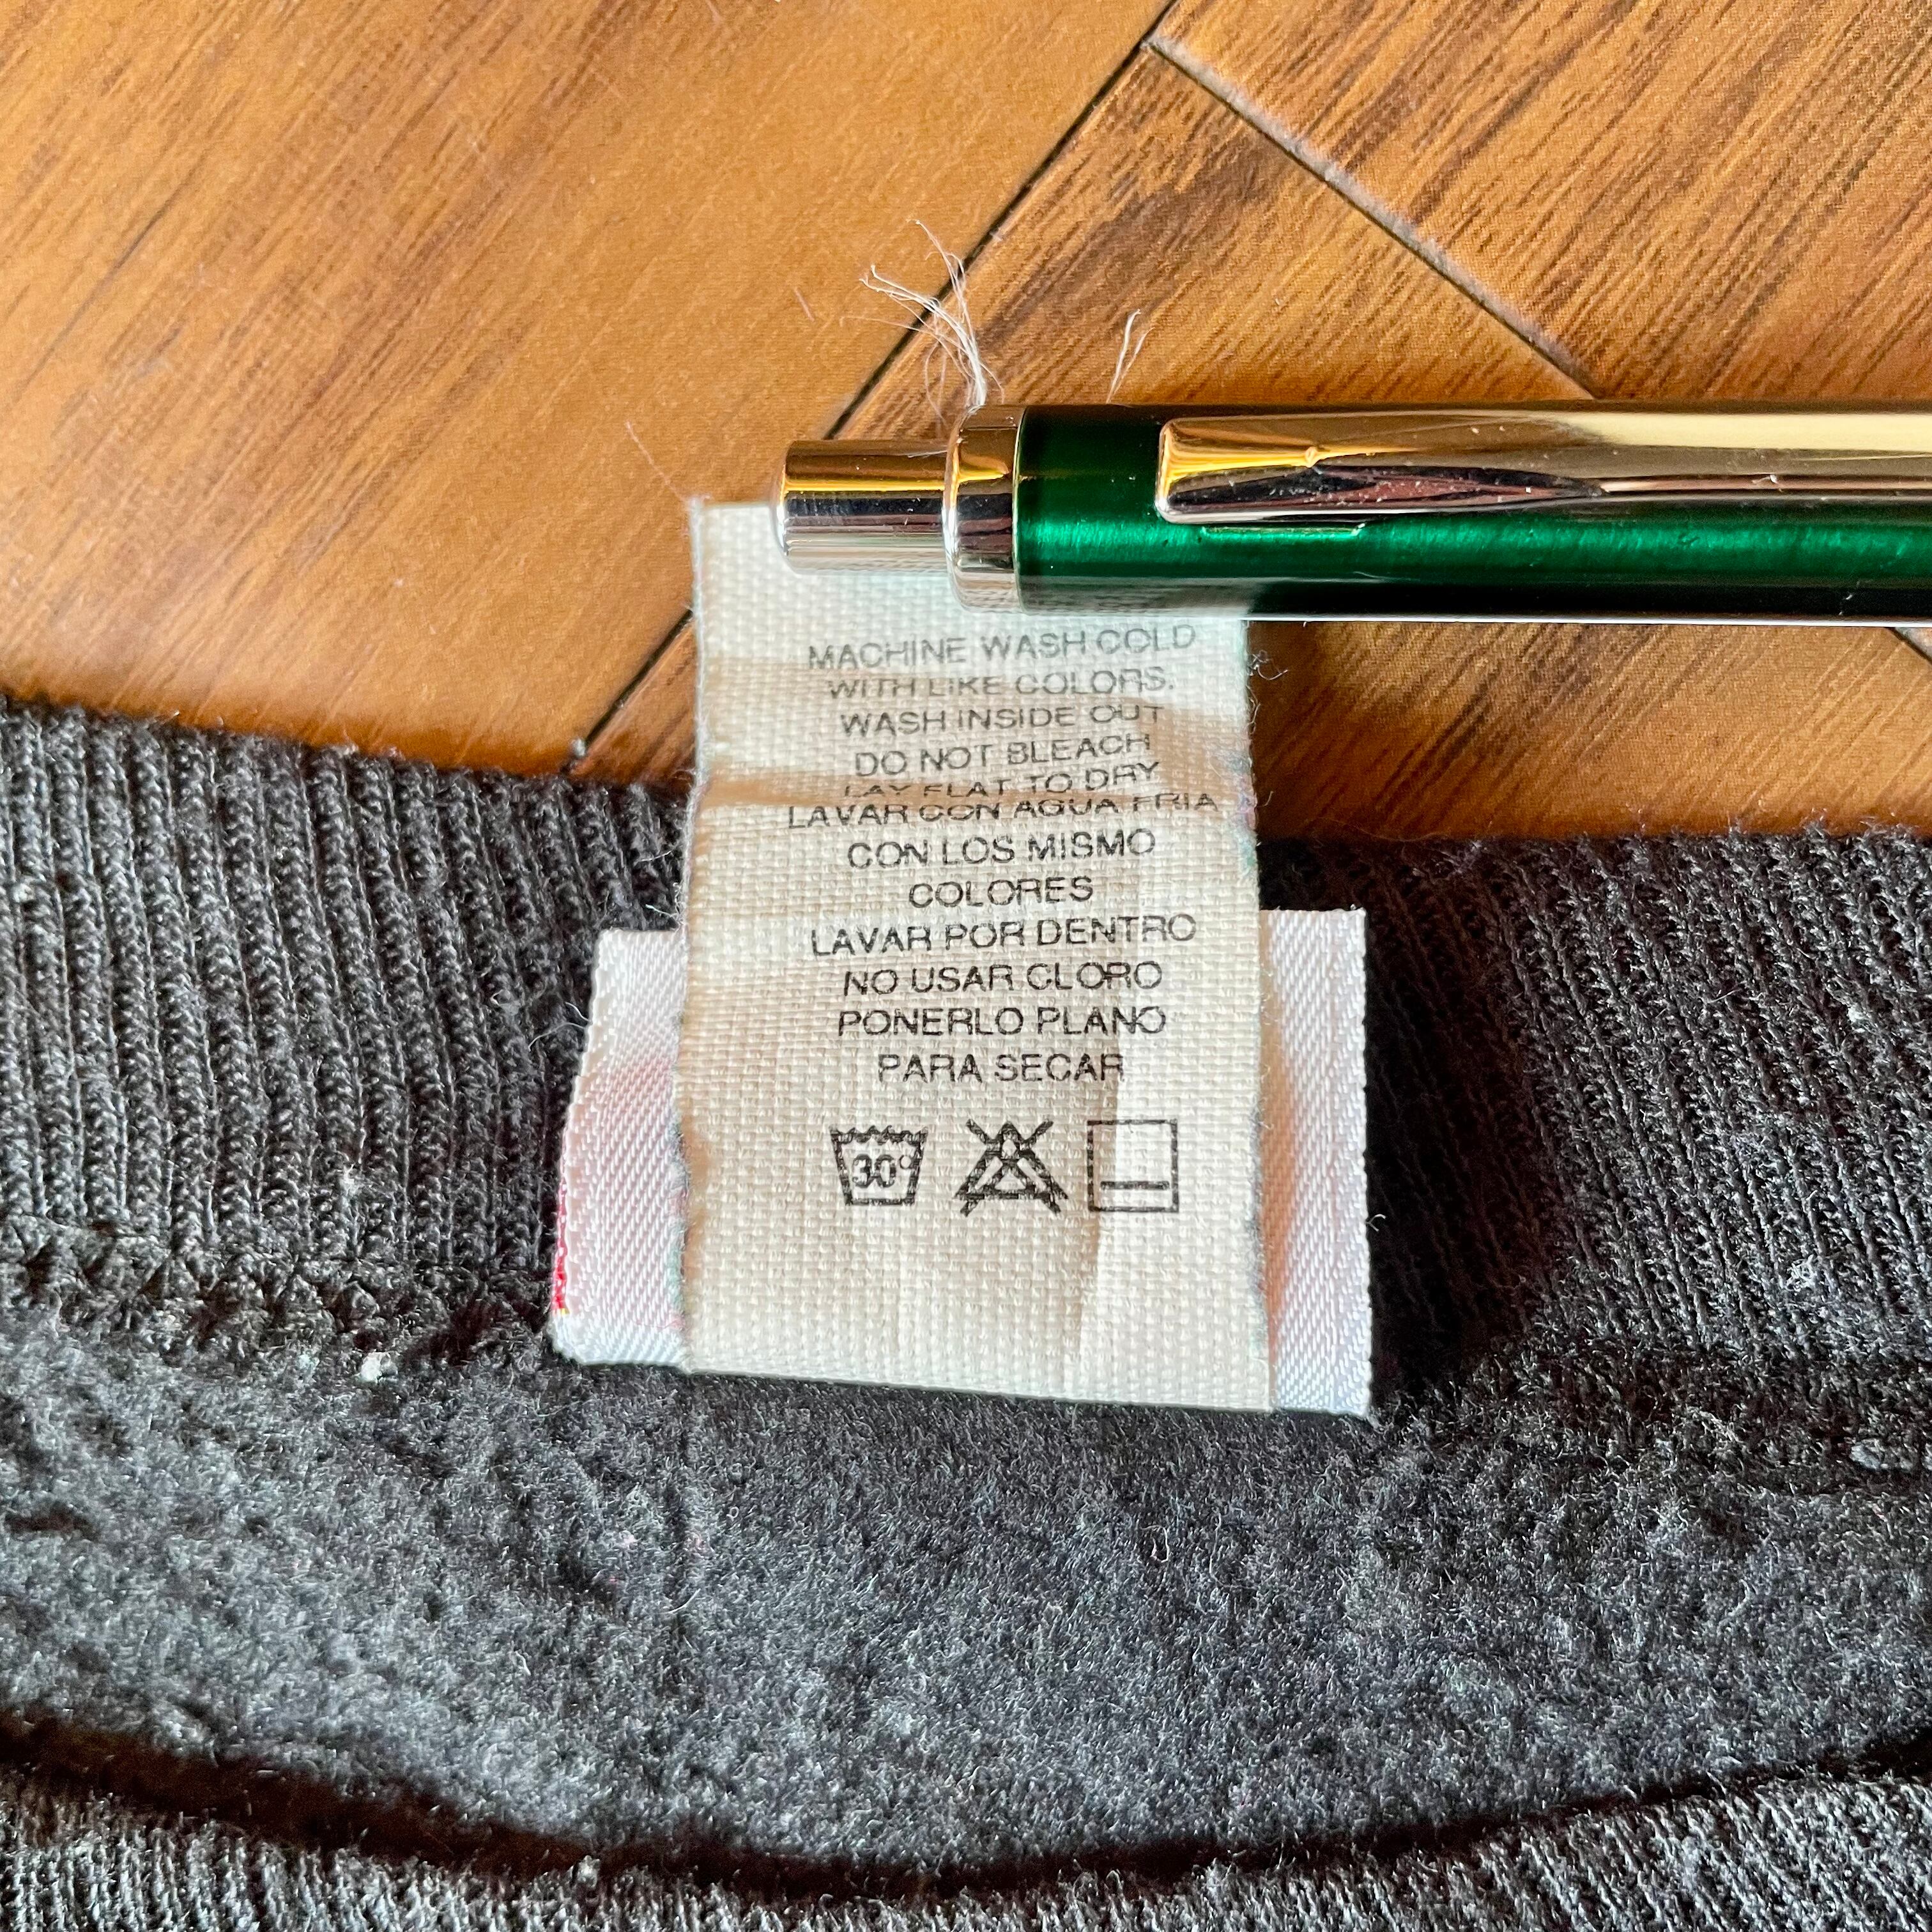 MACHINE WASH COLD
WITH LIKE COLORS.
WASH INSIDE OUT
DO NOT BLEACH
LAY FLAT TO DRY
LAVAR CON AGUA FRIA
CON LOS MISMO
COLORES
LAVAR POR DENTRO
NO USAR CLORO
PONERLO PLANO
PARA SECAR
30°